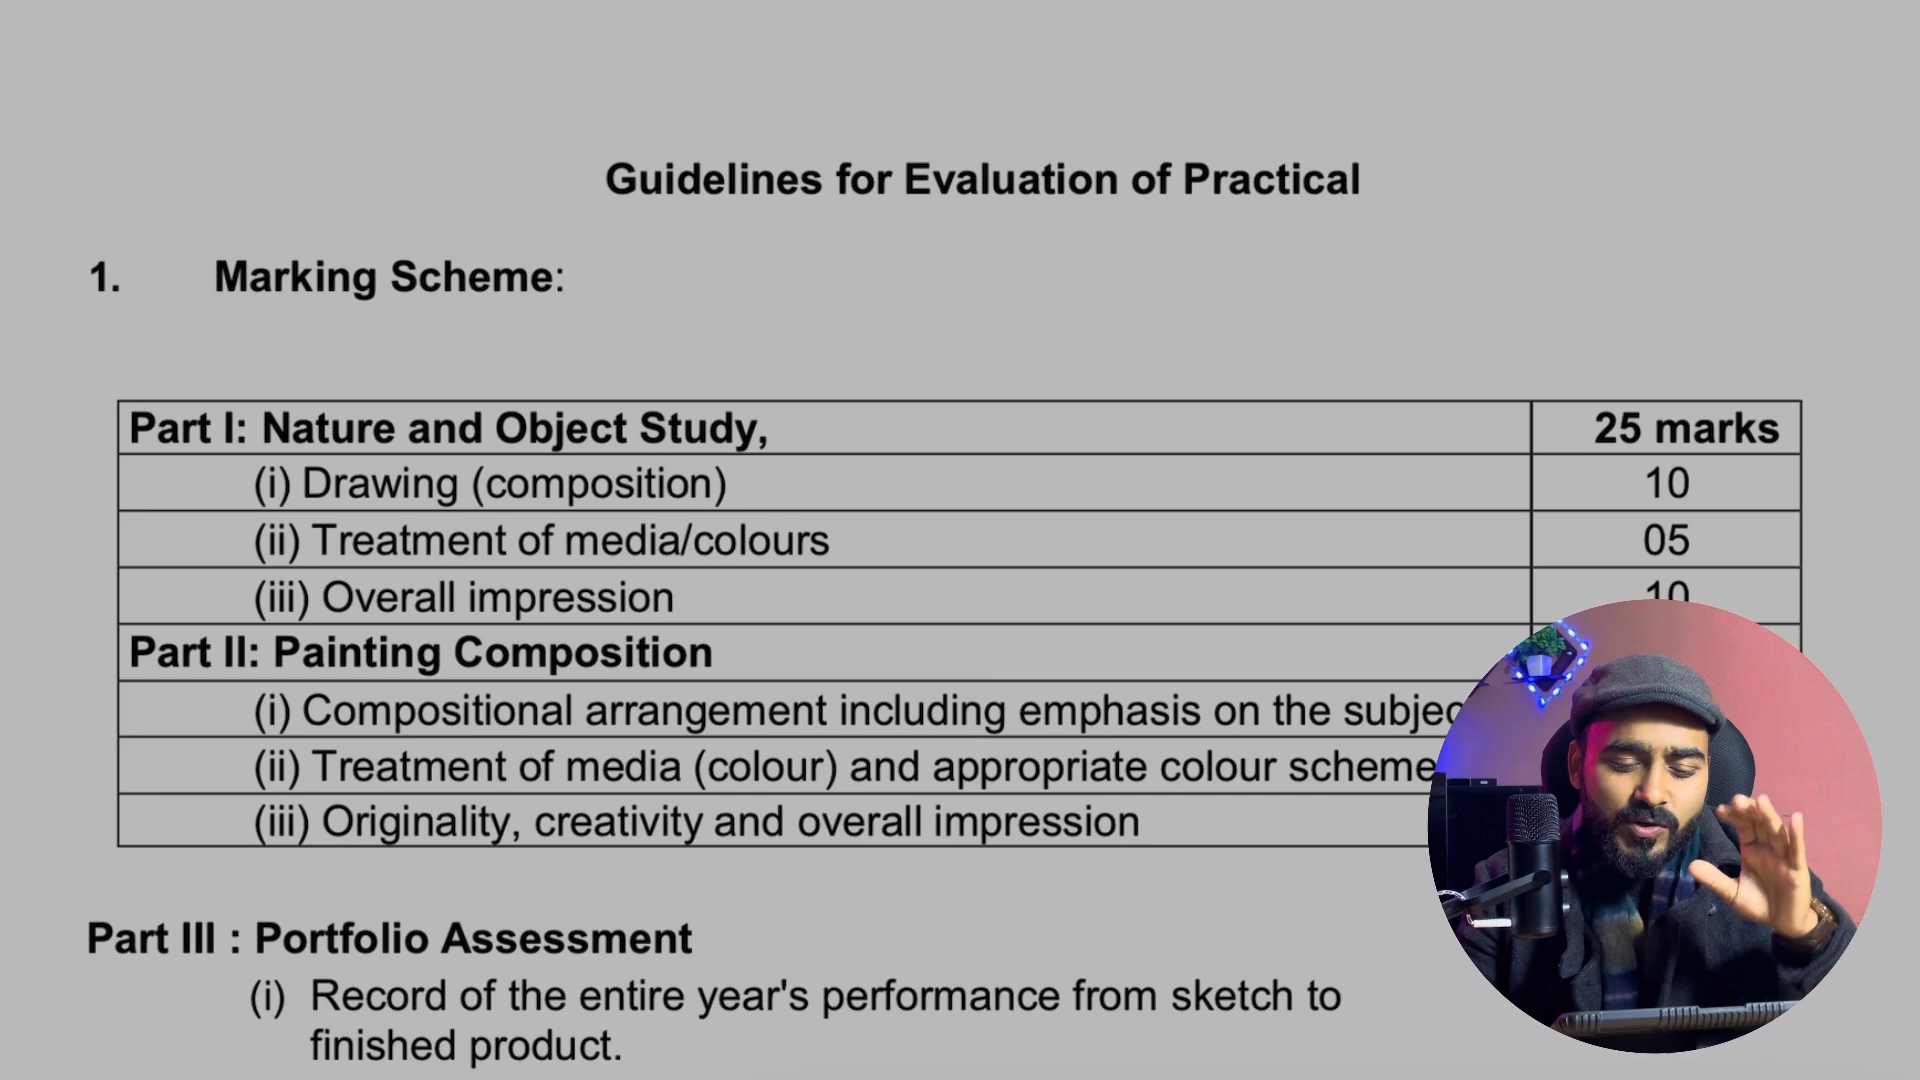 Guidelines for Evaluation of Practical
1. Marking Scheme:
Part I: Nature and Object Study, 25 marks
(i) Drawing (composition) 10
(ii) Treatment of media/colours 05
(iii) Overall impression 10
Part II: Painting Composition
(i) Compositional arrangement including emphasis on the
(ii) Treatment of media (colour) and appropriate colour scheme
(iii) Originality, creativity and overall impression
Part III : Portfolio Assessment
(i) Record of the entire year's performance from sketch to
finished product.